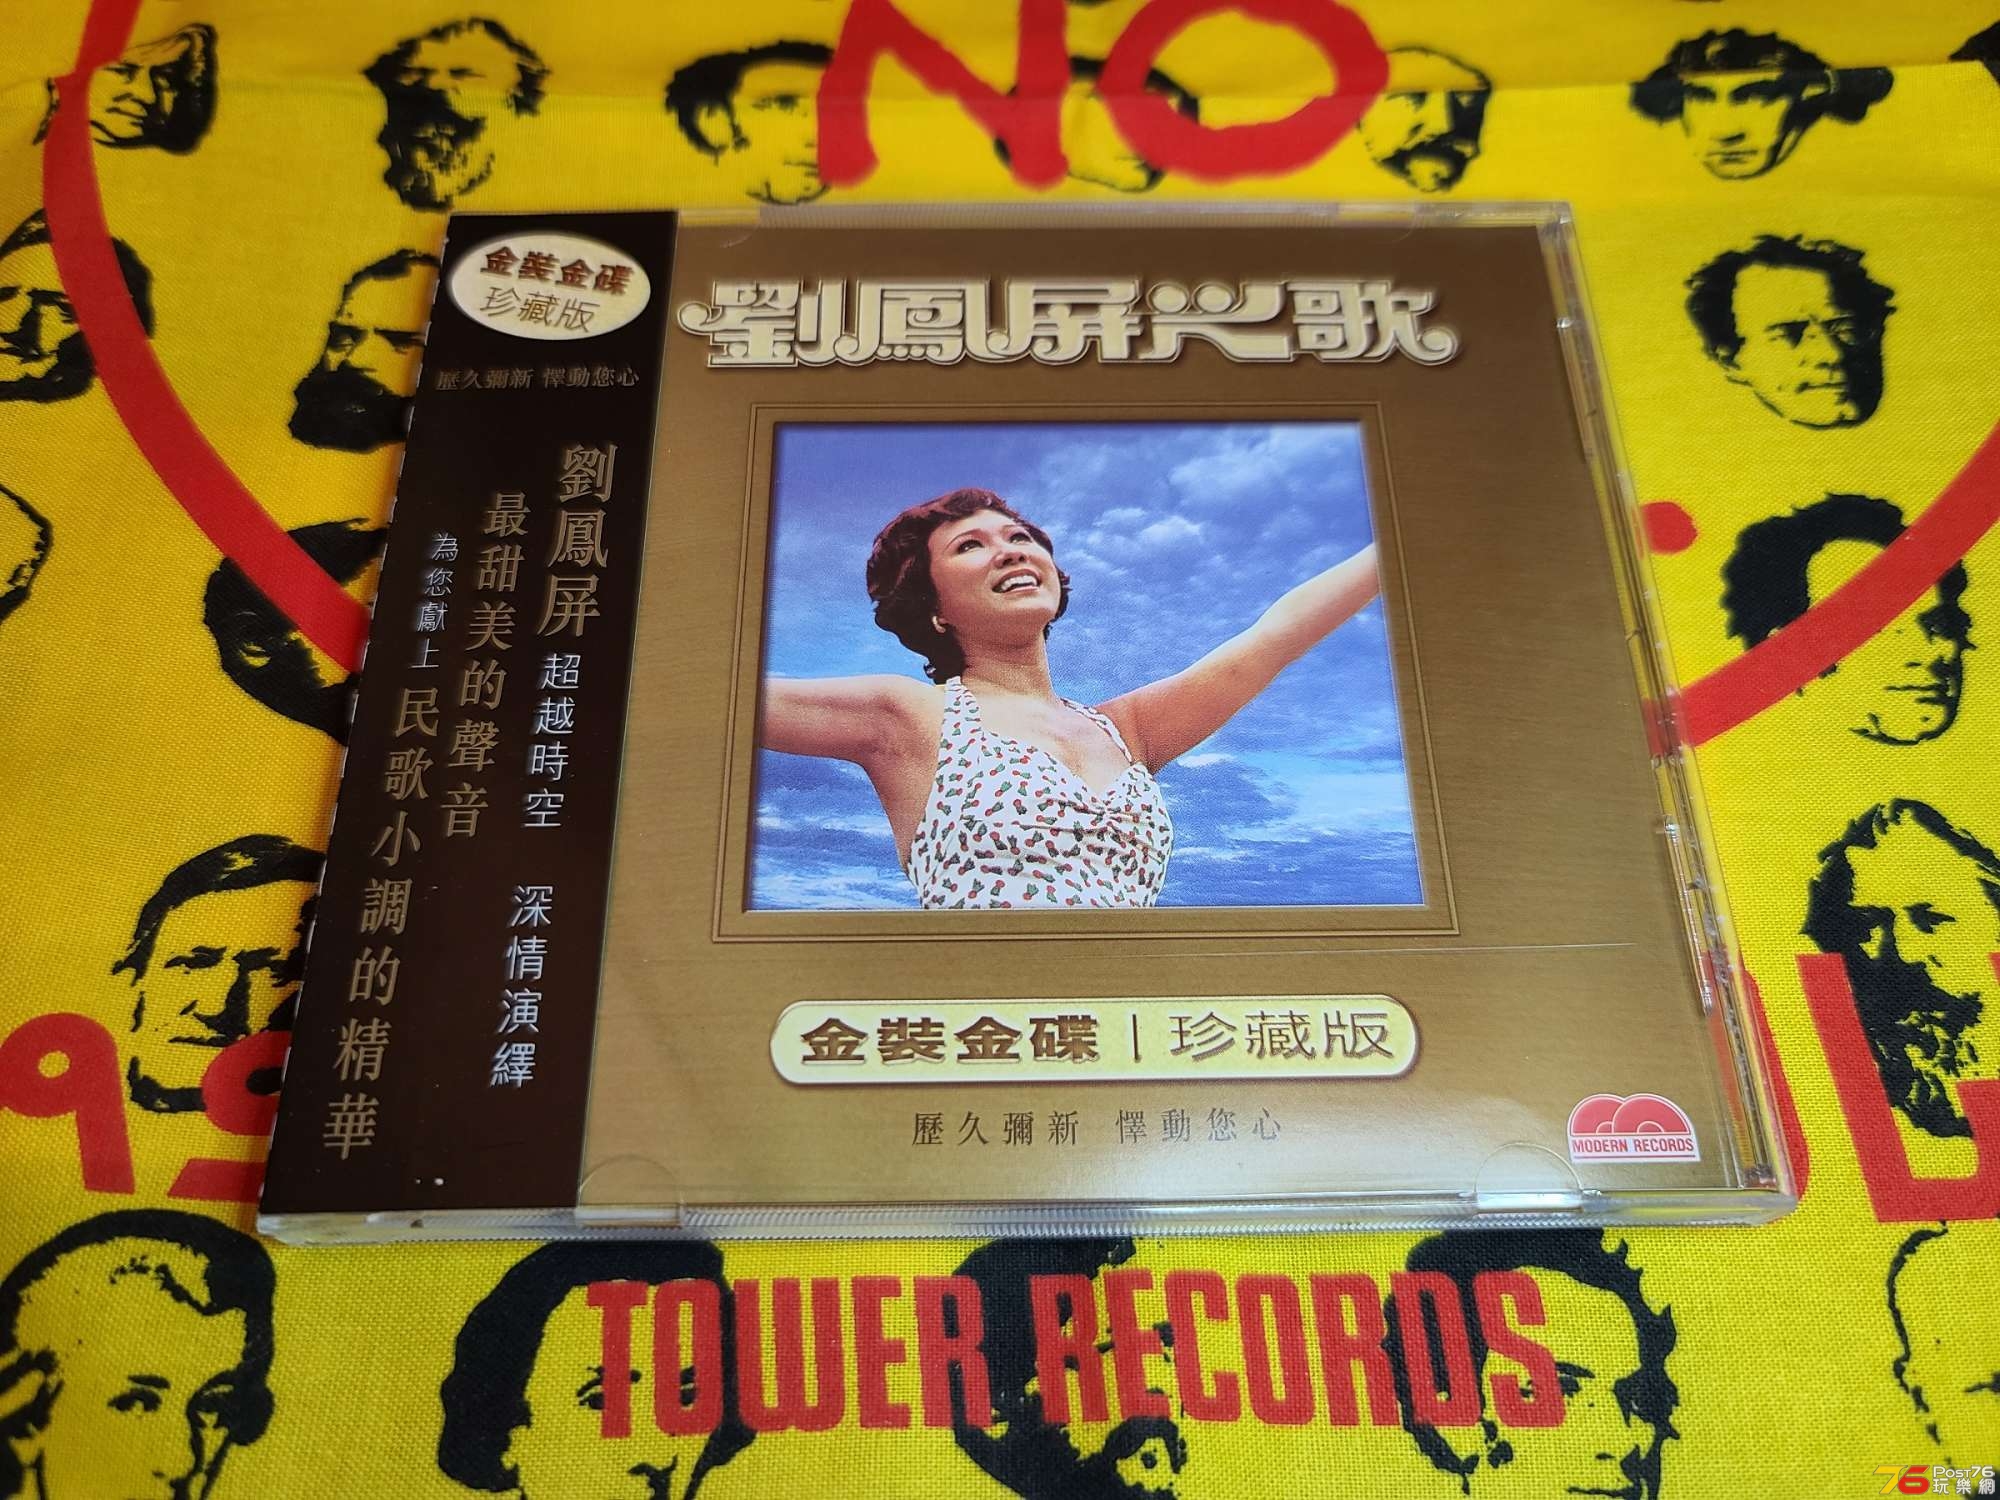 NO
金裝金碟
珍藏版
歷久彌新 懌動您心
劉鳳屏 超越時空 深情演繹
最甜美的聲音
為您獻上 民歌小調的精華
劉鳳屏之歌
金裝金碟 | 珍藏版
歷久彌新 懌動您心
MODERN RECORDS
TOWER RECORDS
76 POST76
玩樂網